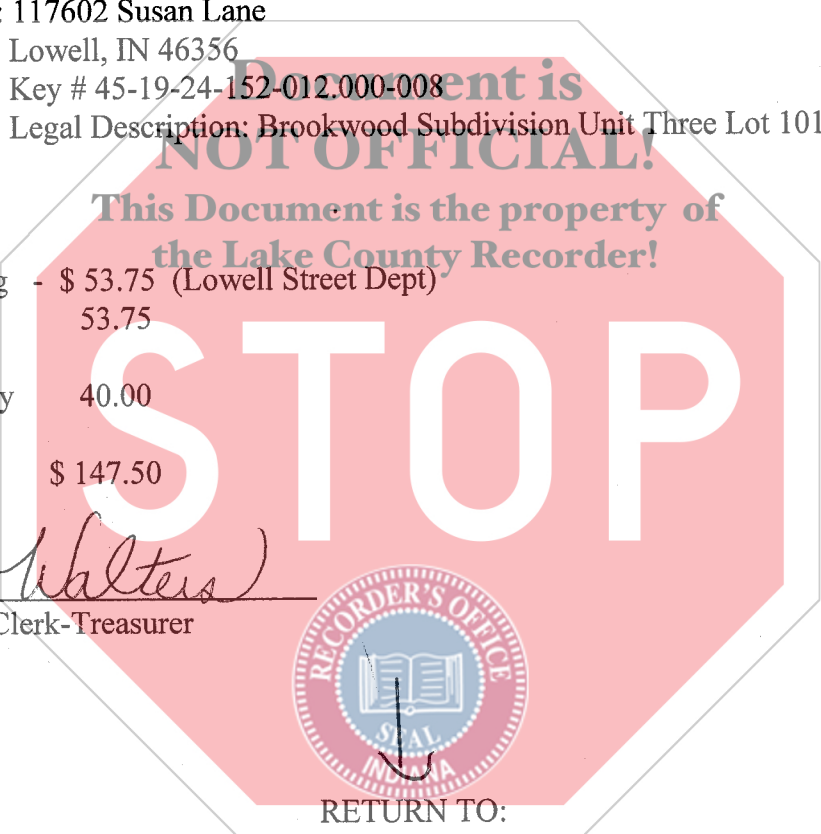 : 117602 Susan Lane
Lowell, IN 46356
Key # 45-19-24-152-012.000-008
Legal Description: Brookwood Subdivision Unit Three Lot 101
Document is
NOT OFFICIAL!
This Document is the property of
the Lake County Recorder!
g - $ 53.75 (Lowell Street Dept)
53.75
y 40.00
$ 147.50
STOP
Walters
Clerk-Treasurer
RECORDER'S OFFICE
SEAL
INDIANA
RETURN TO: